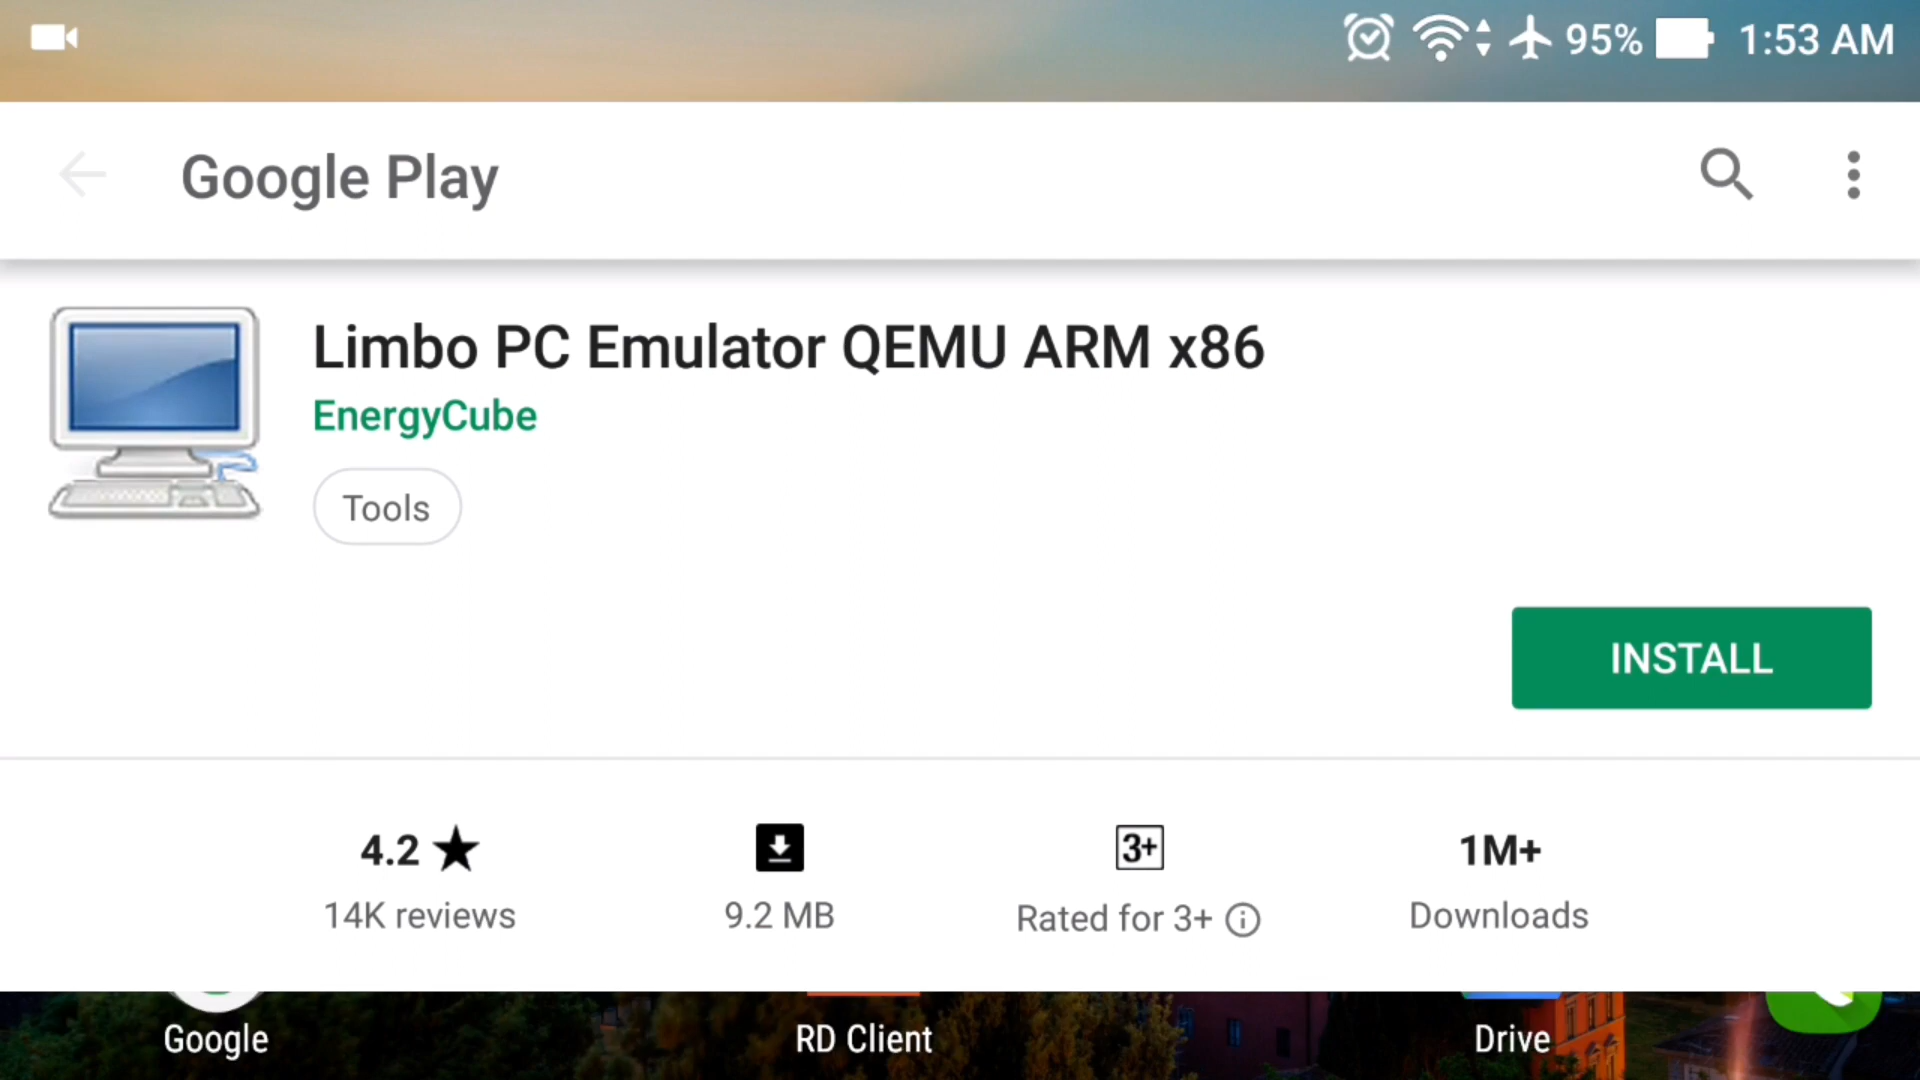 95% 1:53 AM
Google Play
Limbo PC Emulator QEMU ARM x86
EnergyCube
Tools
INSTALL
4.2 ★ 3+ 1M+
14K reviews 9.2 MB Rated for 3+ Downloads
Google RD Client Drive